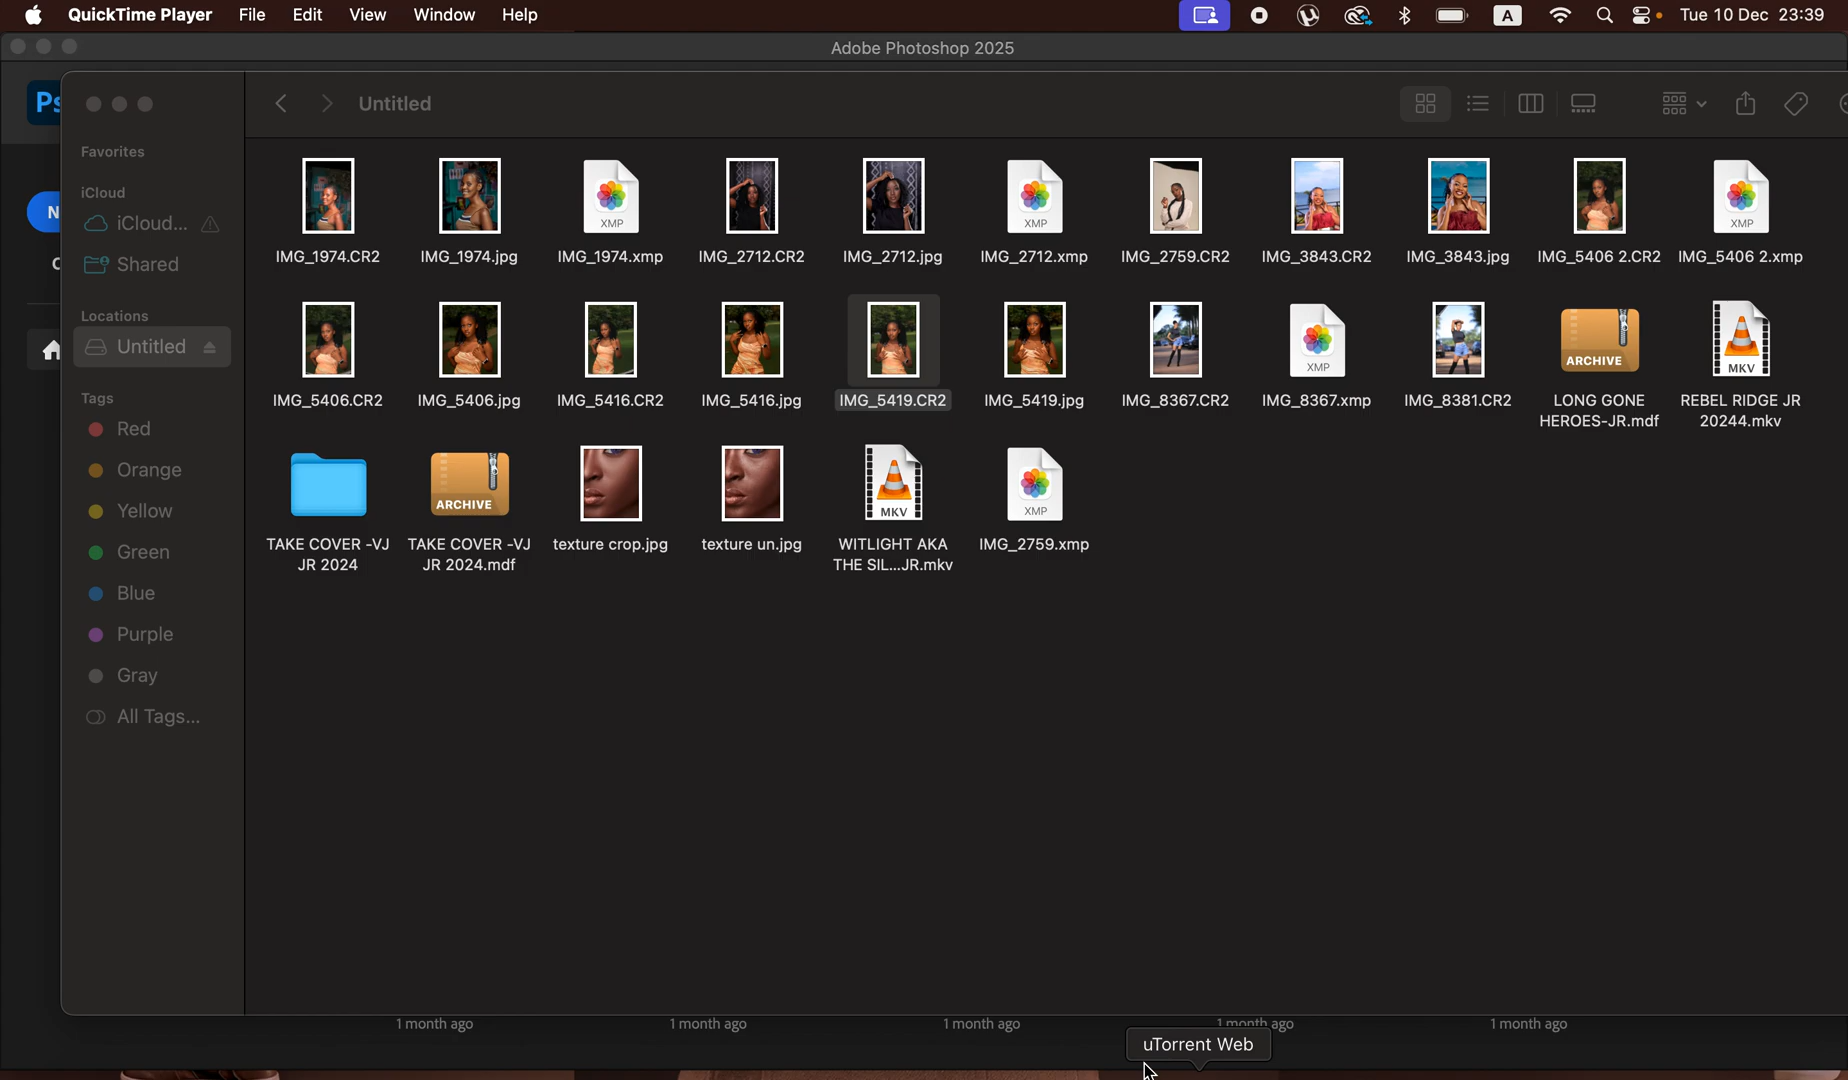 QuickTime Player File Edit View Window Help A Tue 10 Dec 23:39
Adobe Photoshop 2025
Ps
Untitled
Favorites
iCloud
iCloud...
Shared
Locations
Untitled
Tags
Red
Orange
Yellow
Green
Blue
Purple
Gray
All Tags...
N
XMP XMP XMP
IMG_1974.CR2 IMG_1974.jpg IMG_1974.xmp IMG_2712.CR2 IMG_2712.jpg IMG_2712.xmp IMG_2759.CR2 IMG_3843.CR2 IMG_3843.jpg IMG_5406 2.CR2 IMG_5406 2.xmp
XMP ARCHIVE MKV
IMG_5406.CR2 IMG_5406.jpg IMG_5416.CR2 IMG_5416.jpg IMG_5419.CR2 IMG_5419.jpg IMG_8367.CR2 IMG_8367.xmp IMG_8381.CR2 LONG GONE REBEL RIDGE JR
HEROES-JR.mdf 20244.mkv
ARCHIVE MKV XMP
TAKE COVER -VJ TAKE COVER -VJ texture crop.jpg texture un.jpg WITLIGHT AKA IMG_2759.xmp
JR 2024 JR 2024.mdf THE SIL...JR.mkv
1 month ago 1 month ago 1 month ago 1 month ago 1 month ago
uTorrent Web